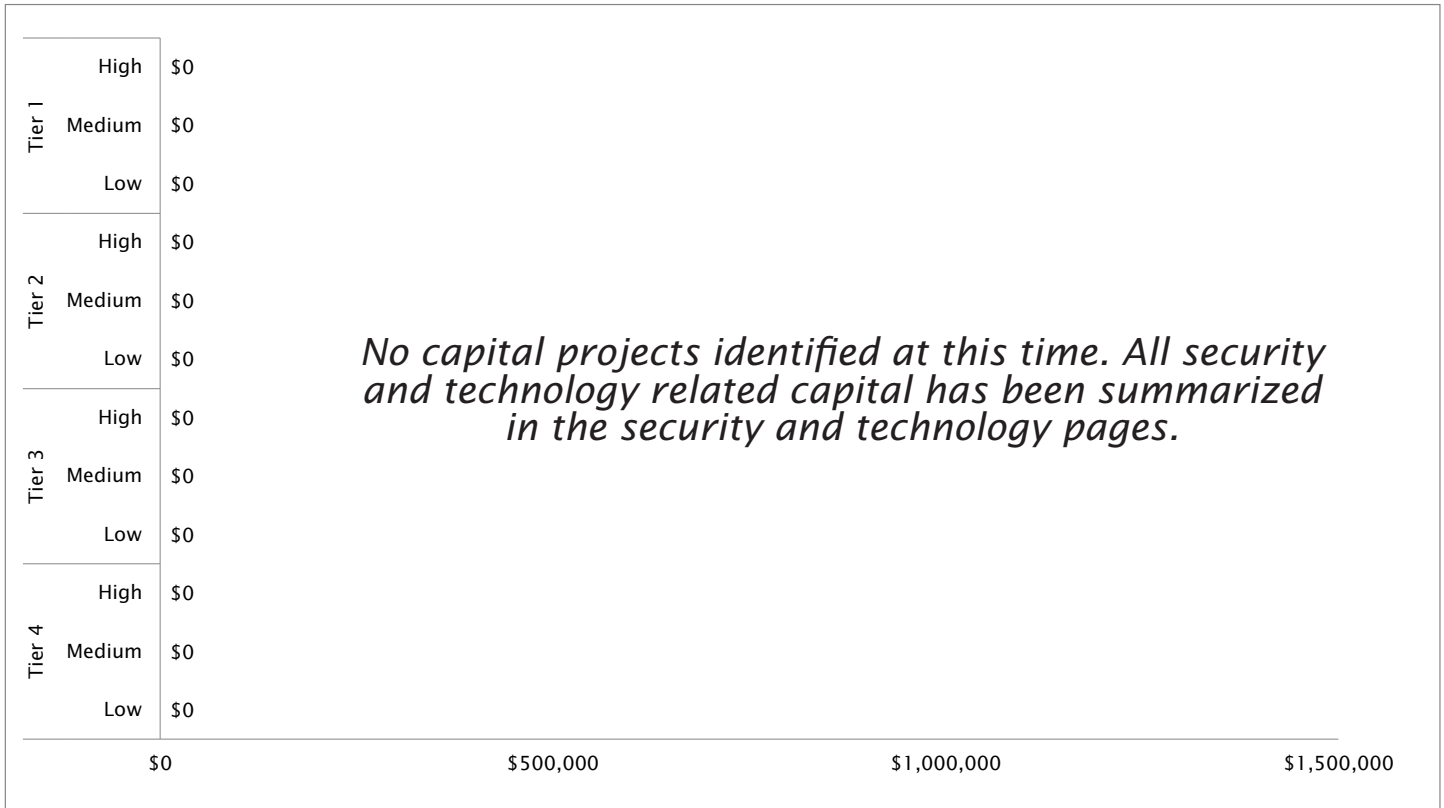 Tier 1
High $0
Medium $0
Low $0
Tier 2
High $0
Medium $0
Low $0
Tier 3
High $0
Medium $0
Low $0
Tier 4
High $0
Medium $0
Low $0
No capital projects identified at this time. All security
and technology related capital has been summarized
in the security and technology pages.
$0 $500,000 $1,000,000 $1,500,000